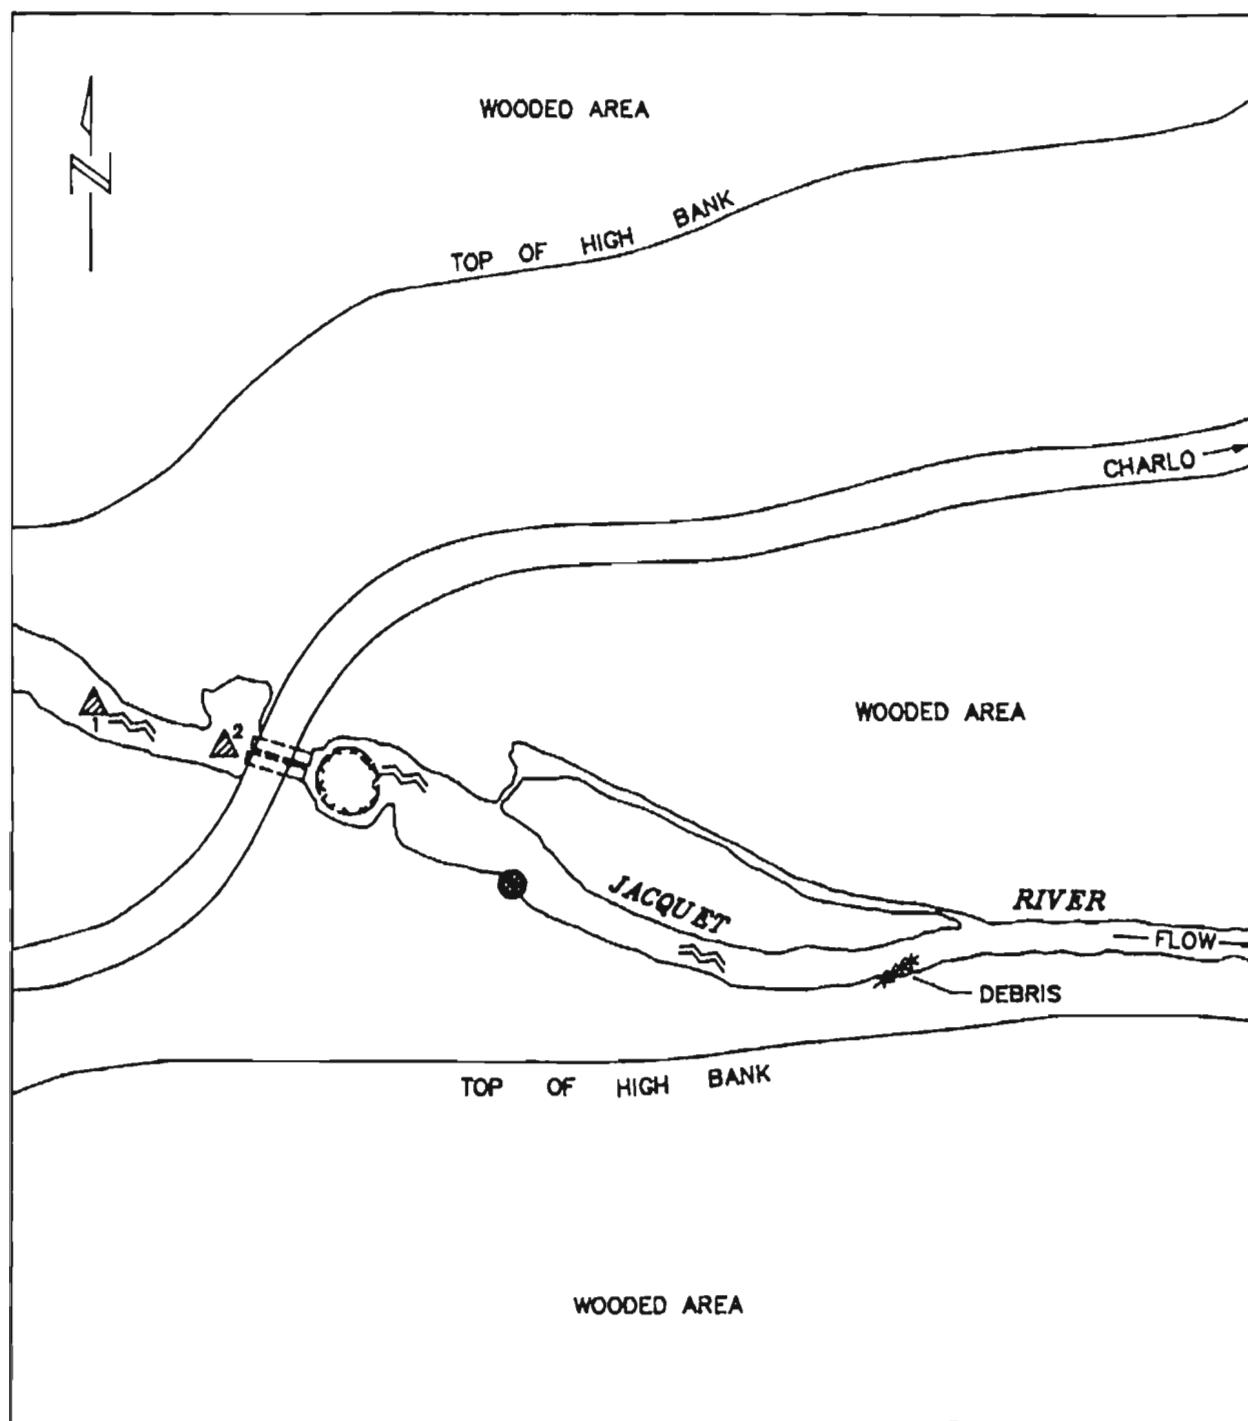 WOODED AREA
TOP OF HIGH BANK
N
CHARLO
WOODED AREA
1
2
JACQUET RIVER
FLOW
DEBRIS
TOP OF HIGH BANK
WOODED AREA